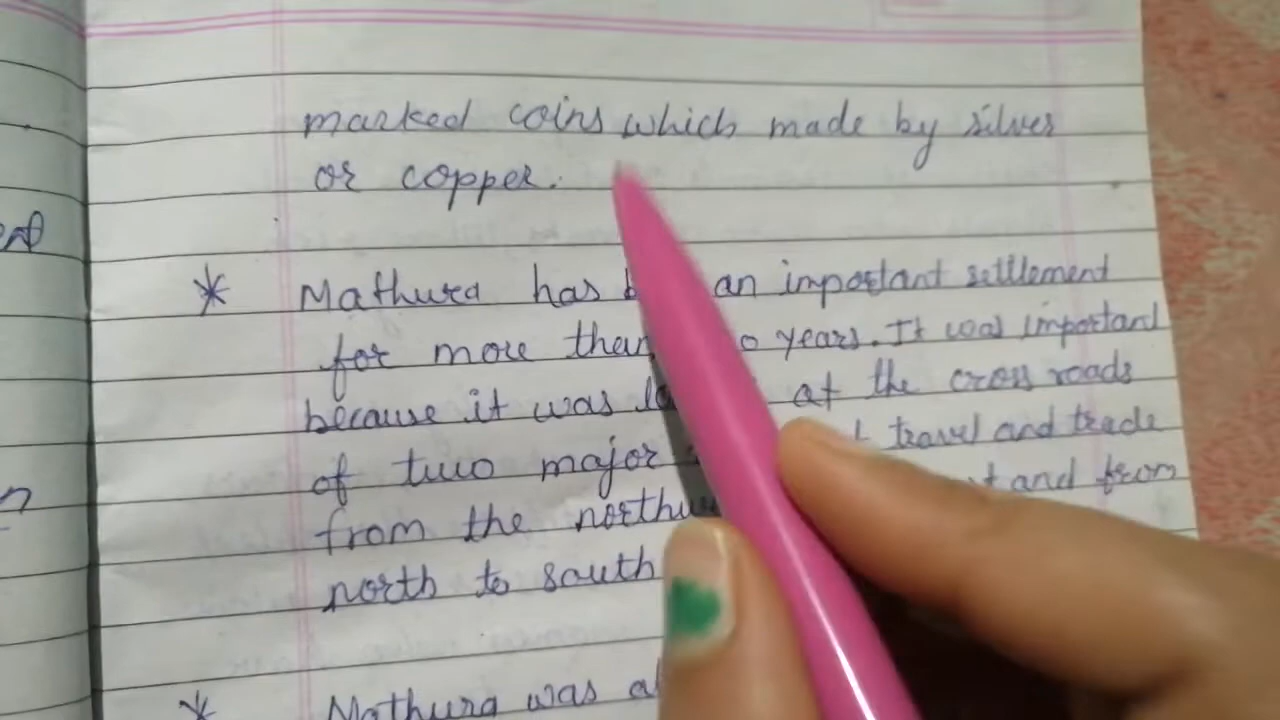 marked coins which made by silver
or copper.
* Mathura has an important settlement
for more than years. It was important
because it was at the cross roads
of two major travel and trade
from the and from
north to south
* Mathura was